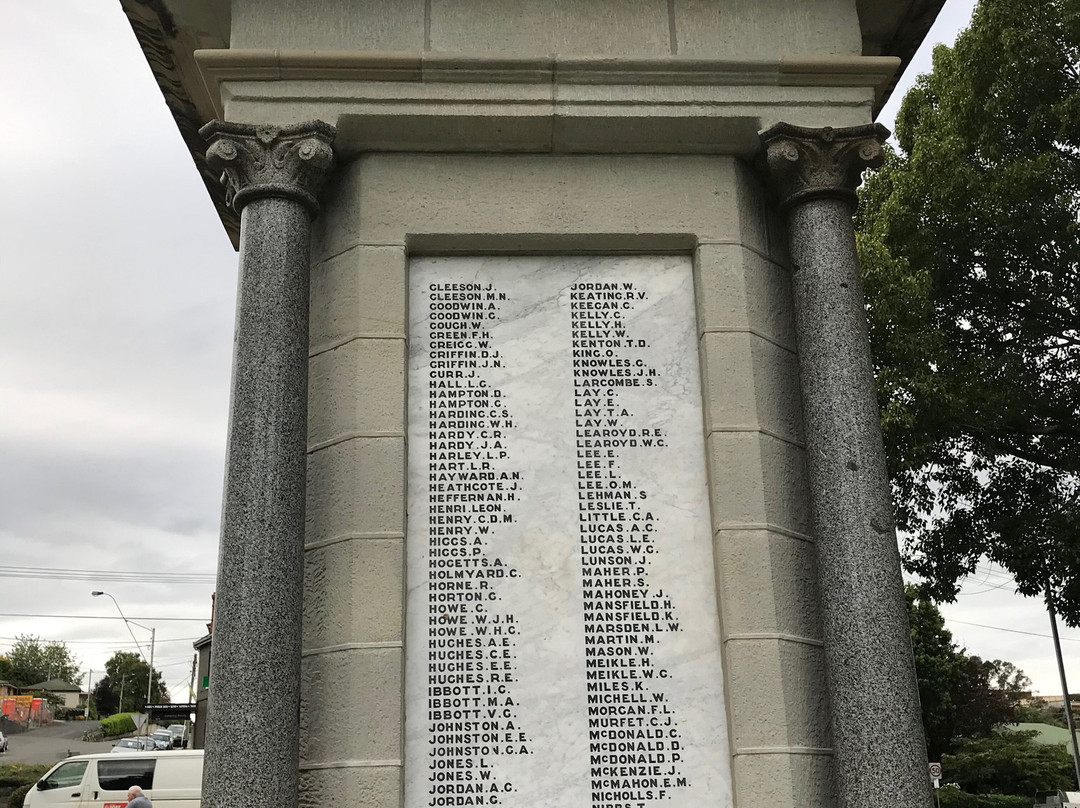 GLEESON.J.
GLEESON.M.N.
GOODWIN.A.
GOODWIN.G.
GOUGH.W.
GREEN.F.H.
GREIGG.W.
GRIFFIN.D.J.
GRIFFIN.J.N.
GURR.J.
HALL.L.G.
HAMPTON.D.
HAMPTON.G.
HARDING.C.S.
HARDING.W.H.
HARDY.C.R.
HARDY.J.A.
HARLEY.L.P.
HART.L.R.
HAYWARD.A.N.
HEATHCOTE.J.
HEFFERNAN.H.
HENRI.LEON.
HENRY.C.D.M.
HENRY.W.
HIGGS.A.
HIGGS.P.
HOGETTS.A.
HOLMYARD.G.
HORNE.R.
HORTON.G.
HOWE.G.
HOWE.W.J.H.
HOWE.W.H.G.
HUGHES.A.E.
HUGHES.C.E.
HUGHES.E.E.
HUGHES.R.E.
IBBOTT.I.G.
IBBOTT.M.A.
IBBOTT.V.G.
JOHNSTON.A.
JOHNSTON.E.E.
JOHNSTON.G.A.
JONES.L.
JONES.W.
JORDAN.A.G.
JORDAN.G.
JORDAN.W.
KEATING.R.V.
KEEGAN.G.
KELLY.C.
KELLY.H.
KELLY.W.
KENTON.T.D.
KING.O.
KNOWLES.G.
KNOWLES.J.H.
LARCOMBE.S.
LAY.C.
LAY.E.
LAY.T.A.
LAY.W.
LEAROYD.R.E.
LEAROYD.W.C.
LEE.E.
LEE.F.
LEE.L.
LEE.O.M.
LEHMAN.S
LESLIE.T.
LITTLE.C.A.
LUCAS.A.C.
LUCAS.L.E.
LUCAS.W.G.
LUNSON.J.
MAHER.P.
MAHER.S.
MAHONEY.J.
MANSFIELD.H.
MANSFIELD.K.
MARSDEN.L.W.
MARTIN.M.
MASON.W.
MEIKLE.H.
MEIKLE.W.G.
MILES.K.
MICHELL.W.
MORGAN.F.L.
MURFET.C.J.
McDONALD.C.
McDONALD.D.
McDONALD.P.
McKENZIE.J.
McMAHON.E.M.
NICHOLLS.F.
NIBBS.T.